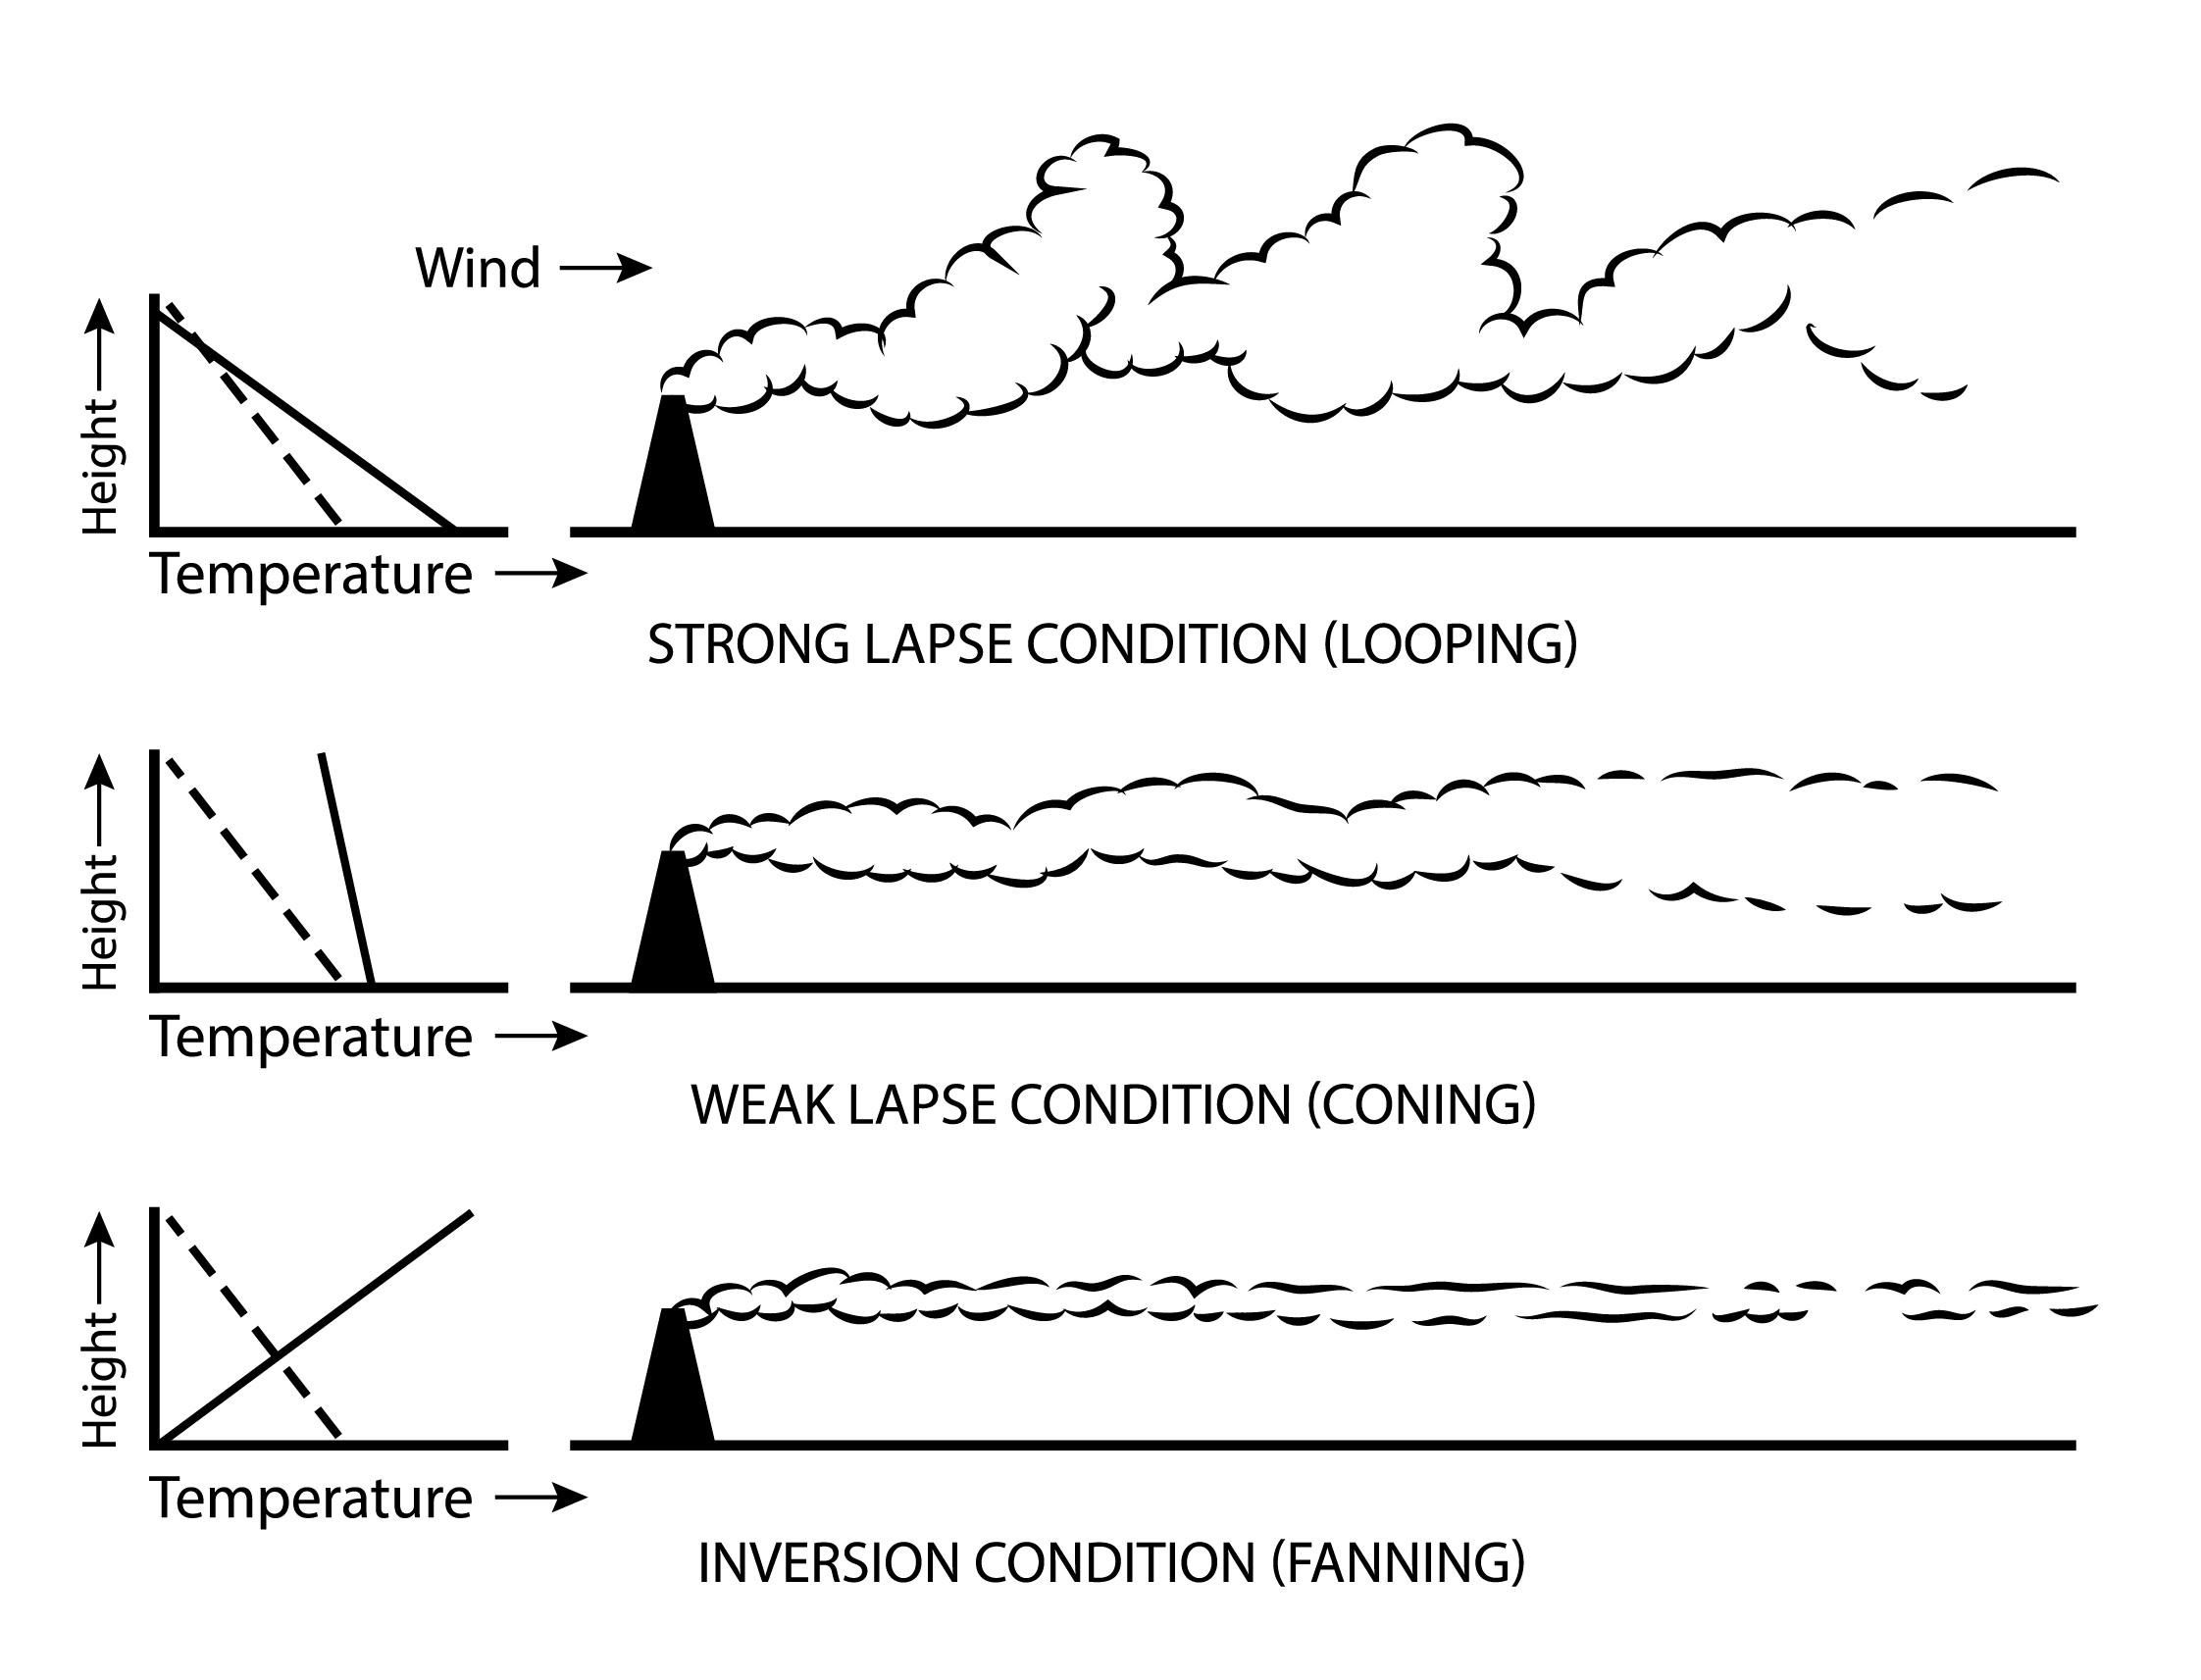 Wind
Height
Temperature
STRONG LAPSE CONDITION (LOOPING)
Height
Temperature
WEAK LAPSE CONDITION (CONING)
Height
Temperature
INVERSION CONDITION (FANNING)